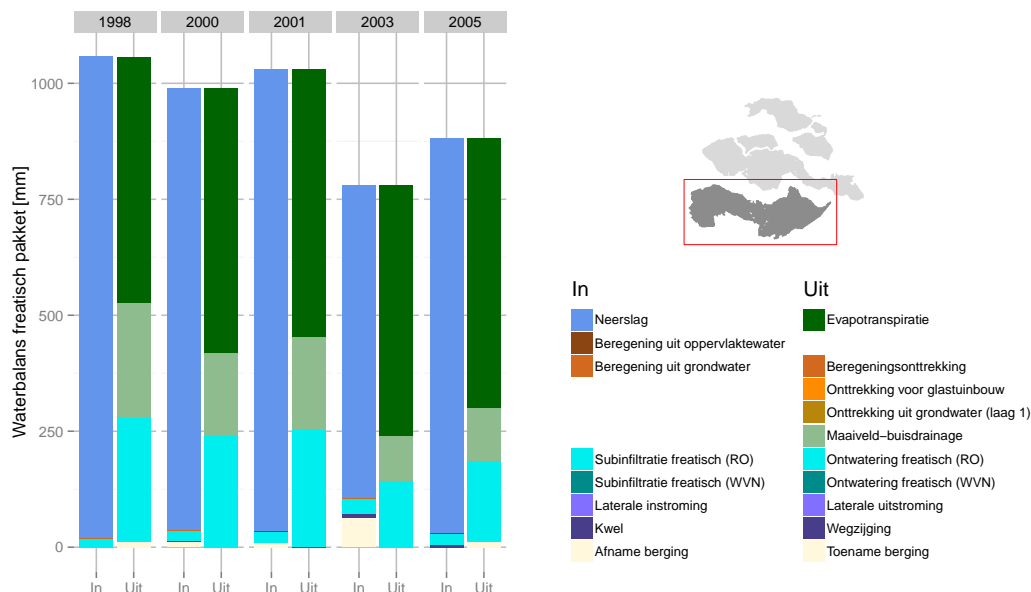 1998 2000 2001 2003 2005
Waterbalans freatisch pakket [mm]
1000
750
500
250
0
In Uit In Uit In Uit In Uit In Uit
In
Neerslag
Beregening uit oppervlaktewater
Beregening uit grondwater
Subinfiltratie freatisch (RO)
Subinfiltratie freatisch (WVN)
Laterale instroming
Kwel
Afname berging
Uit
Evapotranspiratie
Beregeningsonttrekking
Onttrekking voor glastuinbouw
Onttrekking uit grondwater (laag 1)
Maaiveld−buisdrainage
Ontwatering freatisch (RO)
Ontwatering freatisch (WVN)
Laterale uitstroming
Wegzijging
Toename berging